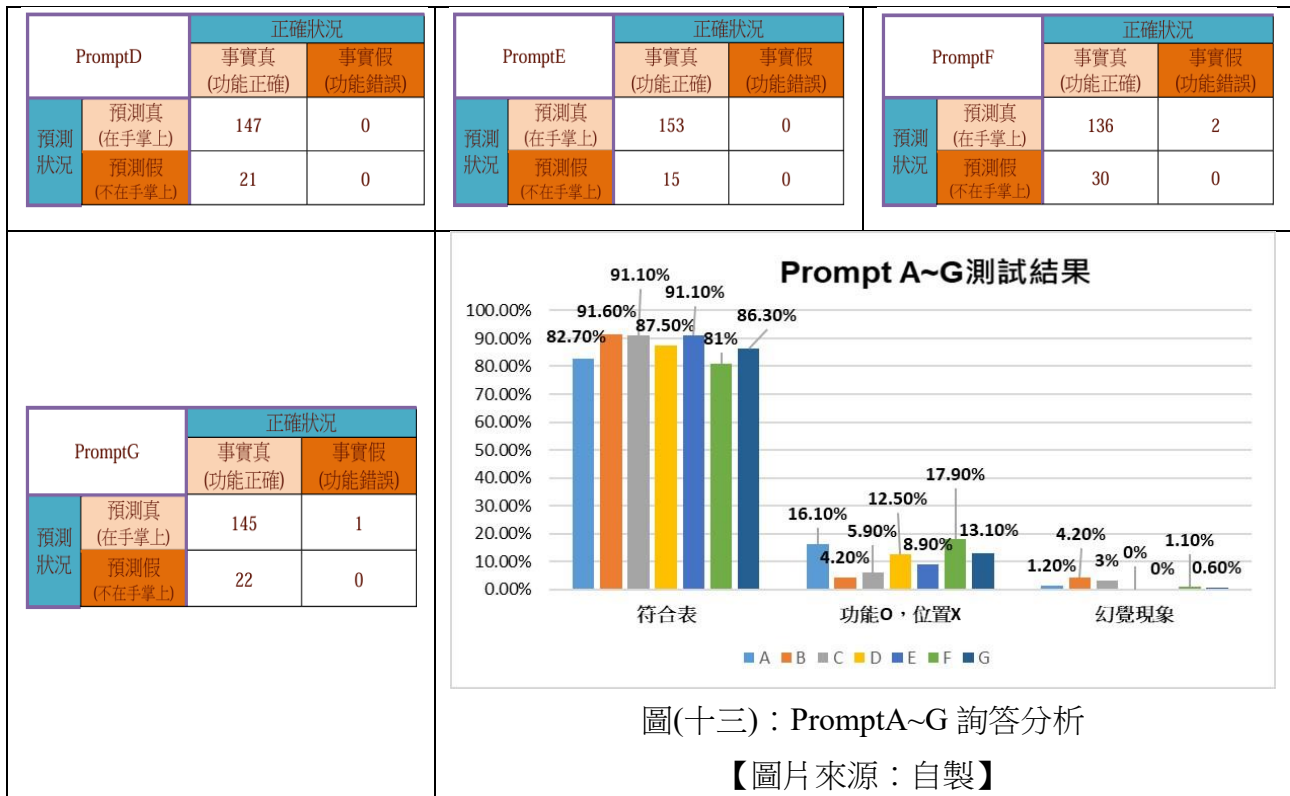 PromptD
正確狀況
事實真
(功能正確)
事實假
(功能錯誤)
預測狀況
預測真
(在手掌上)
147
0
預測假
(不在手掌上)
21
0
PromptE
正確狀況
事實真
(功能正確)
事實假
(功能錯誤)
預測狀況
預測真
(在手掌上)
153
0
預測假
(不在手掌上)
15
0
PromptF
正確狀況
事實真
(功能正確)
事實假
(功能錯誤)
預測狀況
預測真
(在手掌上)
136
2
預測假
(不在手掌上)
30
0
PromptG
正確狀況
事實真
(功能正確)
事實假
(功能錯誤)
預測狀況
預測真
(在手掌上)
145
1
預測假
(不在手掌上)
22
0
Prompt A~G測試結果
100.00%
90.00%
80.00%
70.00%
60.00%
50.00%
40.00%
30.00%
20.00%
10.00%
0.00%
82.70%
91.60%
91.10%
87.50%
91.10%
81%
86.30%
16.10%
4.20%
5.90%
12.50%
8.90%
17.90%
13.10%
1.20%
4.20%
3%
0%
0%
1.10%
0.60%
符合表
功能O，位置X
幻覺現象
A B C D E F G
圖(十三)：PromptA~G 詢答分析
【圖片來源：自製】